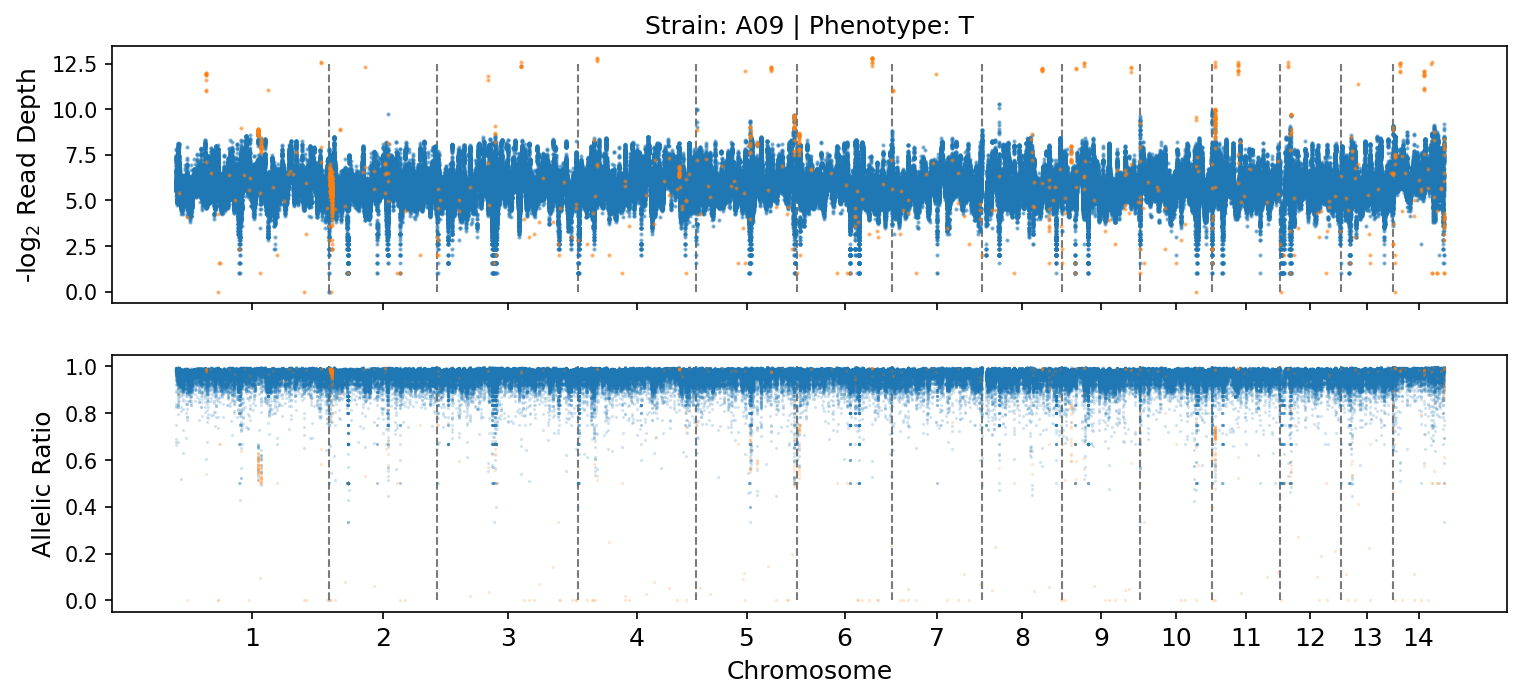 Strain: A09 | Phenotype: T
-log₂ Read Depth
12.5
10.0
7.5
5.0
2.5
0.0
Allelic Ratio
1.0
0.8
0.6
0.4
0.2
0.0
1 2 3 4 5 6 7 8 9 10 11 12 13 14
Chromosome